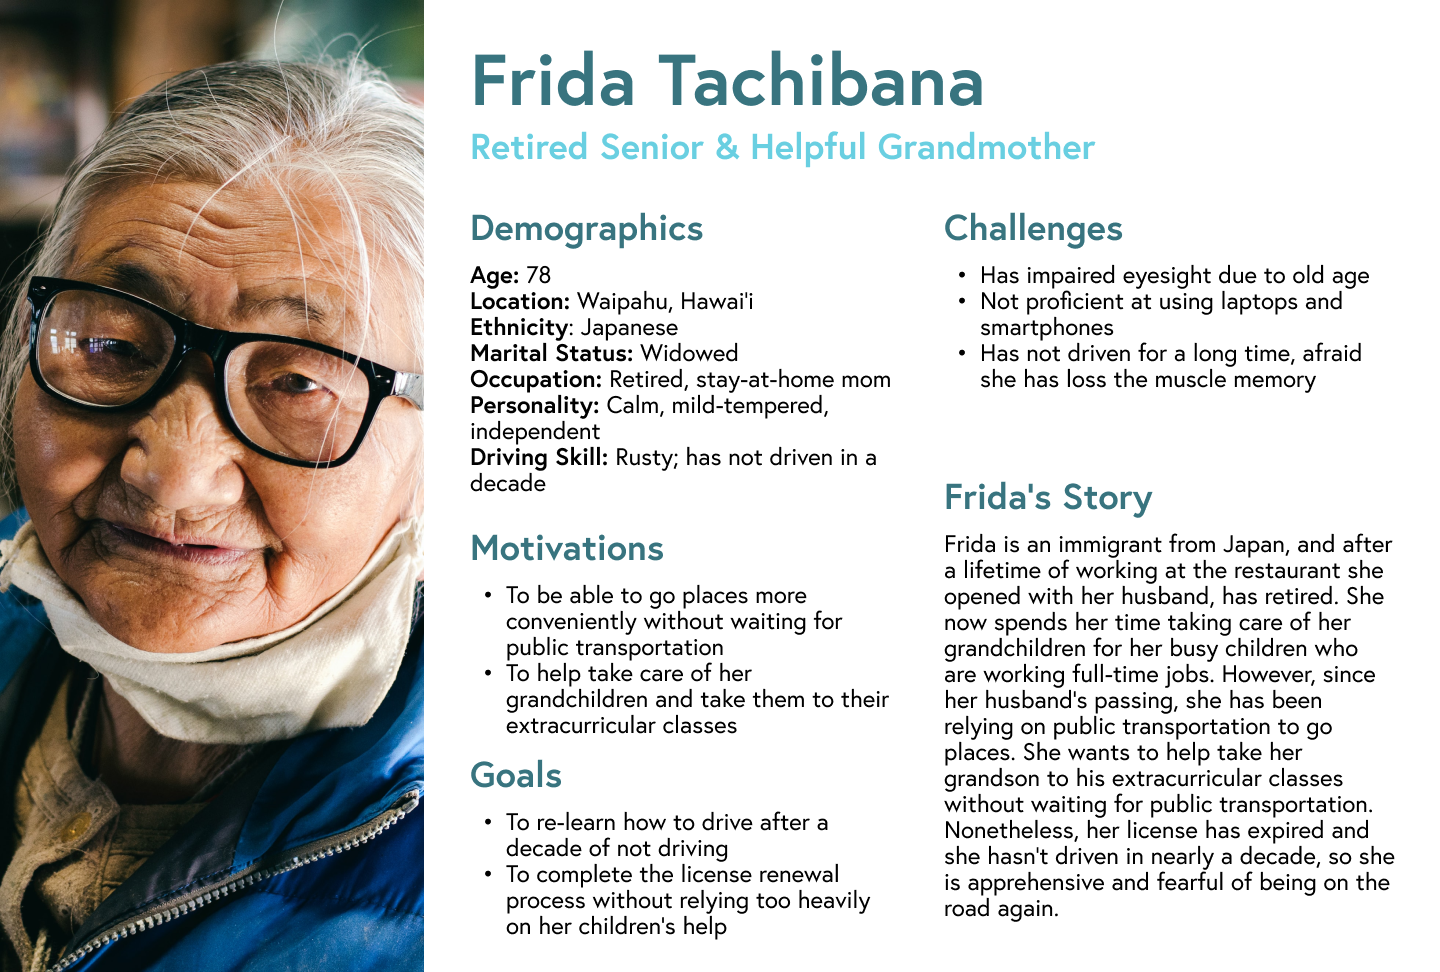 Frida Tachibana
Retired Senior & Helpful Grandmother
Demographics
Age: 78
Location: Waipahu, Hawai'i
Ethnicity: Japanese
Marital Status: Widowed
Occupation: Retired, stay-at-home mom
Personality: Calm, mild-tempered,
independent
Driving Skill: Rusty; has not driven in a
decade
Motivations
• To be able to go places more
conveniently without waiting for
public transportation
• To help take care of her
grandchildren and take them to their
extracurricular classes
Goals
• To re-learn how to drive after a
decade of not driving
• To complete the license renewal
process without relying too heavily
on her children's help
Challenges
• Has impaired eyesight due to old age
• Not proficient at using laptops and
smartphones
• Has not driven for a long time, afraid
she has loss the muscle memory
Frida's Story
Frida is an immigrant from Japan, and after
a lifetime of working at the restaurant she
opened with her husband, has retired. She
now spends her time taking care of her
grandchildren for her busy children who
are working full-time jobs. However, since
her husband's passing, she has been
relying on public transportation to go
places. She wants to help take her
grandson to his extracurricular classes
without waiting for public transportation.
Nonetheless, her license has expired and
she hasn't driven in nearly a decade, so she
is apprehensive and fearful of being on the
road again.